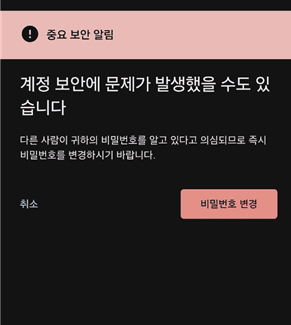 중요 보안 알림
계정 보안에 문제가 발생했을 수도 있
습니다
다른 사람이 귀하의 비밀번호를 알고 있다고 의심되므로 즉시
비밀번호를 변경하시기 바랍니다.
취소
비밀번호 변경